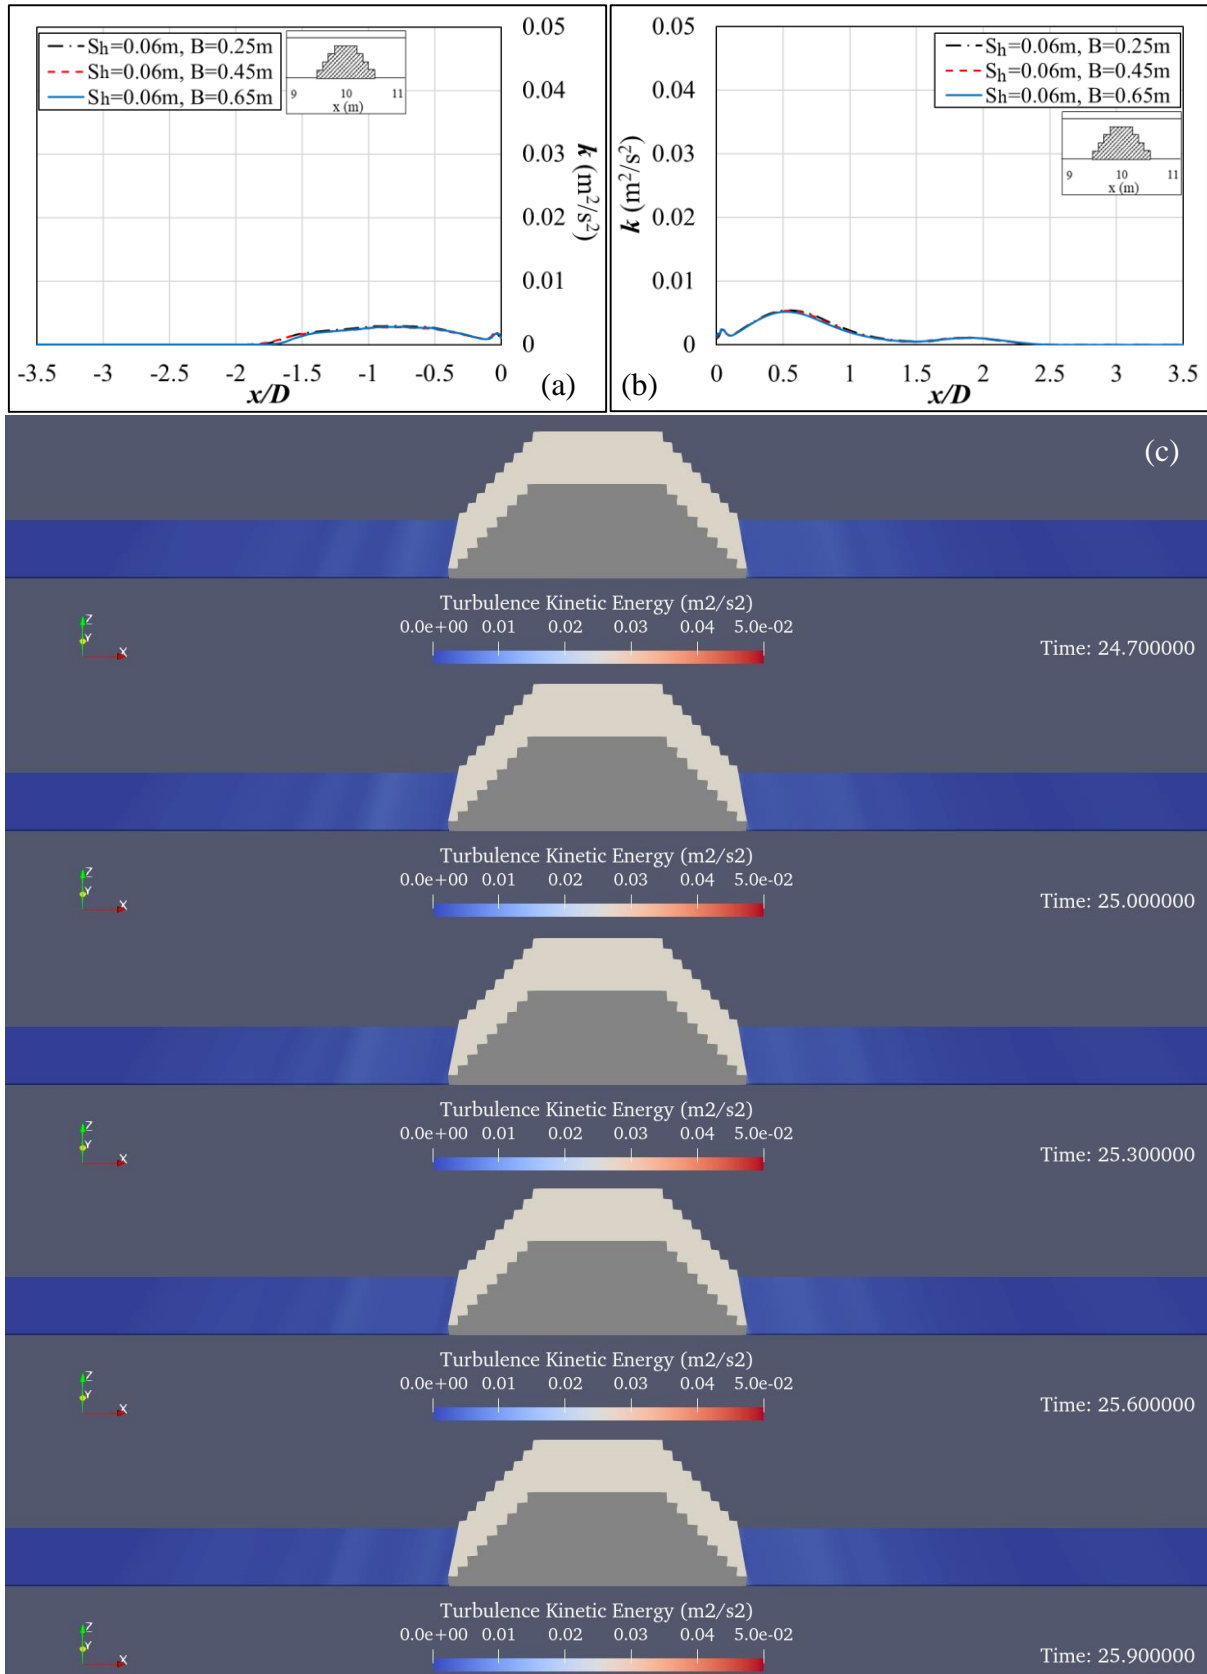 Sh=0.06m, B=0.25m
Sh=0.06m, B=0.45m
Sh=0.06m, B=0.65m
9 10 11
x (m)
0.05
0.04
0.03
0.02
0.01
0
k (m²/s²)
-3.5 -3 -2.5 -2 -1.5 -1 -0.5 0
x/D
(a)
Sh=0.06m, B=0.25m
Sh=0.06m, B=0.45m
Sh=0.06m, B=0.65m
9 10 11
x (m)
0.05
0.04
0.03
0.02
0.01
0
k (m²/s²)
0 0.5 1 1.5 2 2.5 3 3.5
x/D
(b)
(c)
Z
Y
X
Turbulence Kinetic Energy (m2/s2)
0.0e+00 0.01 0.02 0.03 0.04 5.0e-02
Time: 24.700000
Z
Y
X
Turbulence Kinetic Energy (m2/s2)
0.0e+00 0.01 0.02 0.03 0.04 5.0e-02
Time: 25.000000
Z
Y
X
Turbulence Kinetic Energy (m2/s2)
0.0e+00 0.01 0.02 0.03 0.04 5.0e-02
Time: 25.300000
Z
Y
X
Turbulence Kinetic Energy (m2/s2)
0.0e+00 0.01 0.02 0.03 0.04 5.0e-02
Time: 25.600000
Z
Y
X
Turbulence Kinetic Energy (m2/s2)
0.0e+00 0.01 0.02 0.03 0.04 5.0e-02
Time: 25.900000